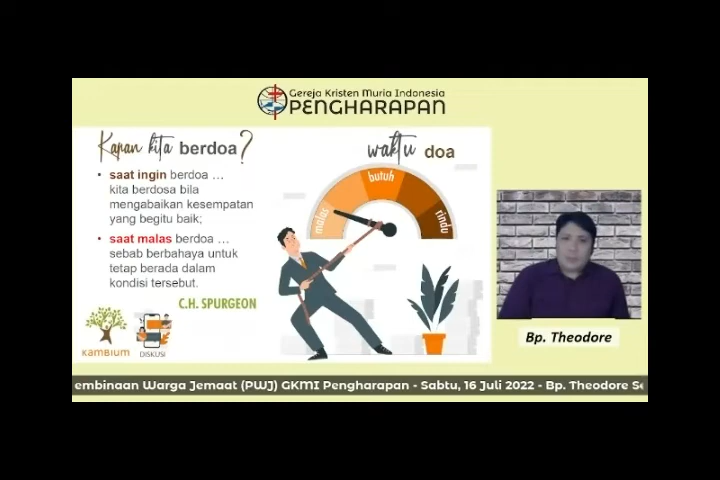 Gereja Kristen Muria Indonesia
PENGHARAPAN
Kapan kita berdoa?
• saat ingin berdoa ...
kita berdosa bila
mengabaikan kesempatan
yang begitu baik;
• saat malas berdoa ...
sebab berbahaya untuk
tetap berada dalam
kondisi tersebut.
C.H. SPURGEON
KAMBIUM
DISKUSI
waktu doa
malas
butuh
rindu
Bp. Theodore
embinaan Warga Jemaat (PWJ) GKMI Pengharapan - Sabtu, 16 Juli 2022 - Bp. Theodore Se